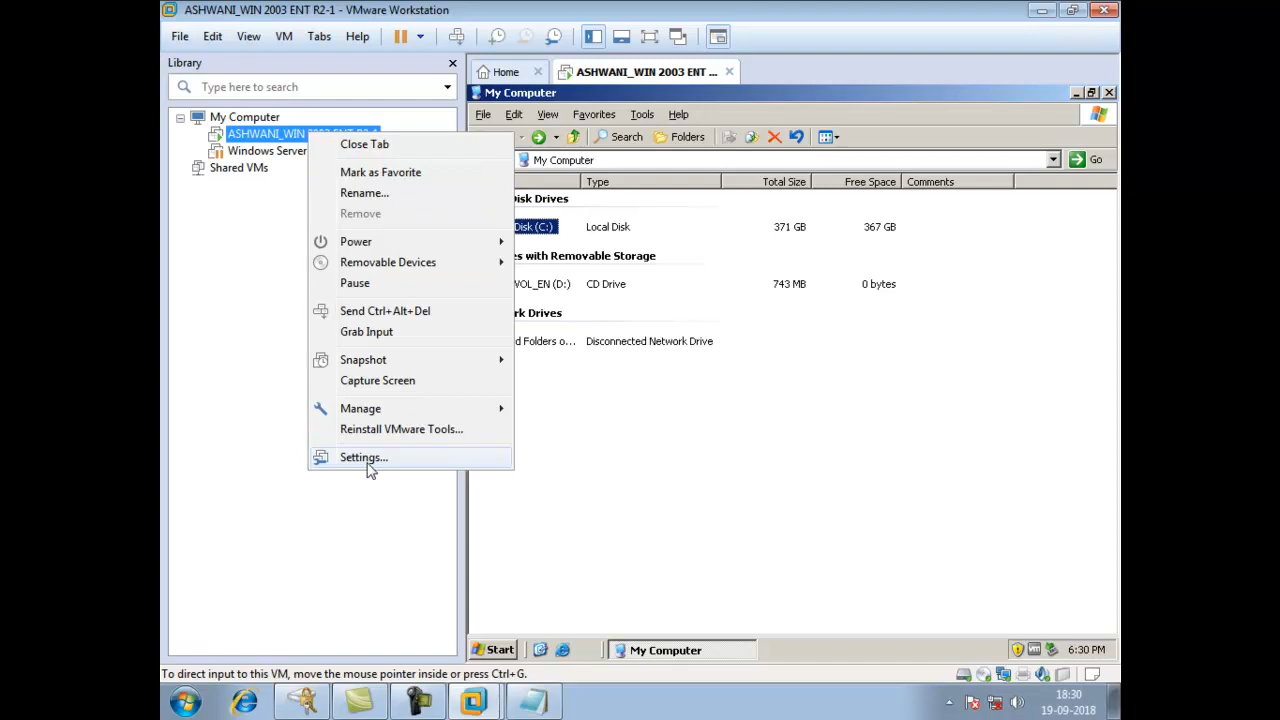 ASHWANI_WIN 2003 ENT R2-1 - VMware Workstation
File Edit View VM Tabs Help
Library
Type here to search
My Computer
ASHWANI_WIN 2003 ENT R2-1
Windows Server
Shared VMs
Close Tab
Mark as Favorite
Rename...
Remove
Power
Removable Devices
Pause
Send Ctrl+Alt+Del
Grab Input
Snapshot
Capture Screen
Manage
Reinstall VMware Tools...
Settings...
Home ASHWANI_WIN 2003 ENT ...
My Computer
File Edit View Favorites Tools Help
Search Folders
My Computer Go
Type Total Size Free Space Comments
Disk Drives
Disk (C:) Local Disk 371 GB 367 GB
es with Removable Storage
VOL_EN (D:) CD Drive 743 MB 0 bytes
rk Drives
d Folders o... Disconnected Network Drive
Start My Computer 6:30 PM
To direct input to this VM, move the mouse pointer inside or press Ctrl+G.
18:30
19-09-2018